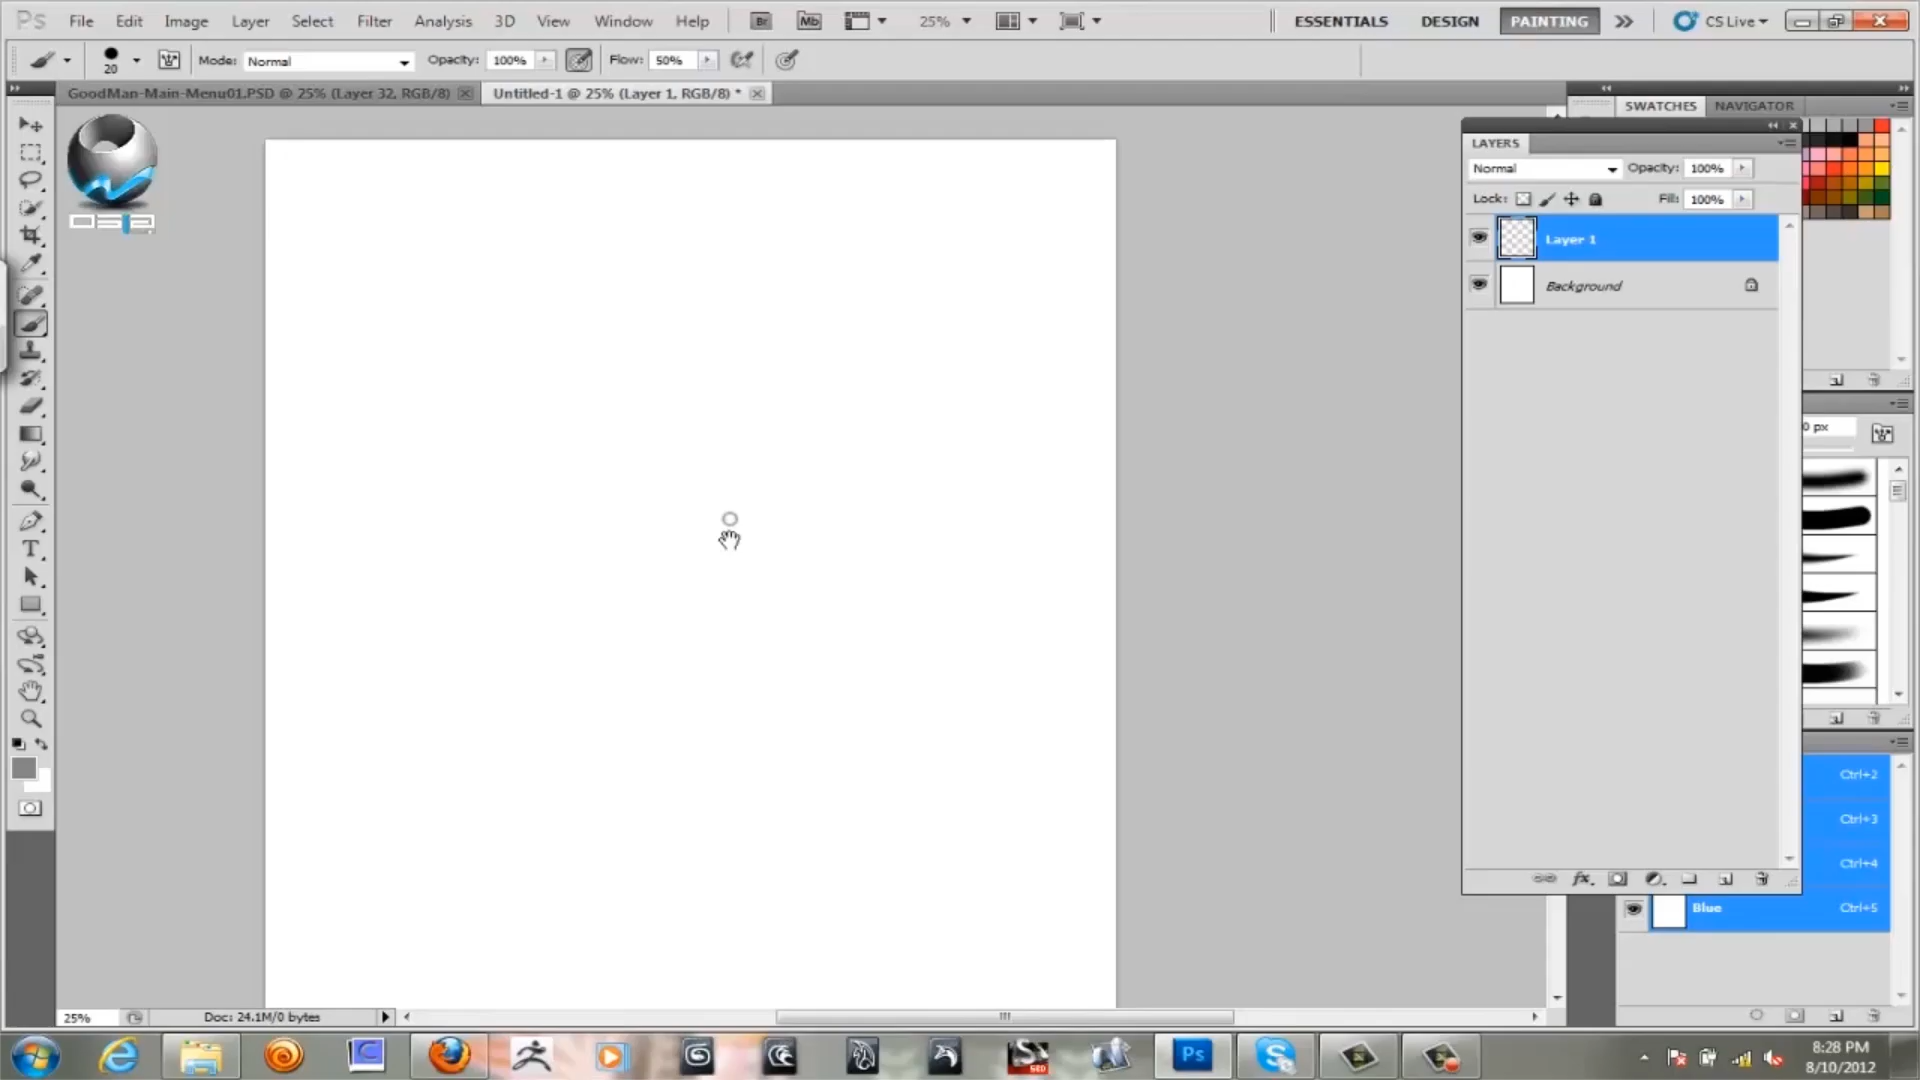 Ps File Edit Image Layer Select Filter Analysis 3D View Window Help Br Mb 25% ESSENTIALS DESIGN PAINTING CS Live
20 Mode: Normal Opacity: 100% Flow: 50%
GoodMan-Main-Menu01.PSD @ 25% (Layer 32, RGB/8) Untitled-1 @ 25% (Layer 1, RGB/8) *
SWATCHES NAVIGATOR
LAYERS
Normal Opacity: 100%
Lock: Fill: 100%
Layer 1
Background
0 px
Ctrl+2
Ctrl+3
Ctrl+4
Blue Ctrl+5
25% Doc: 24.1M/0 bytes
Ps
8:28 PM
8/10/2012